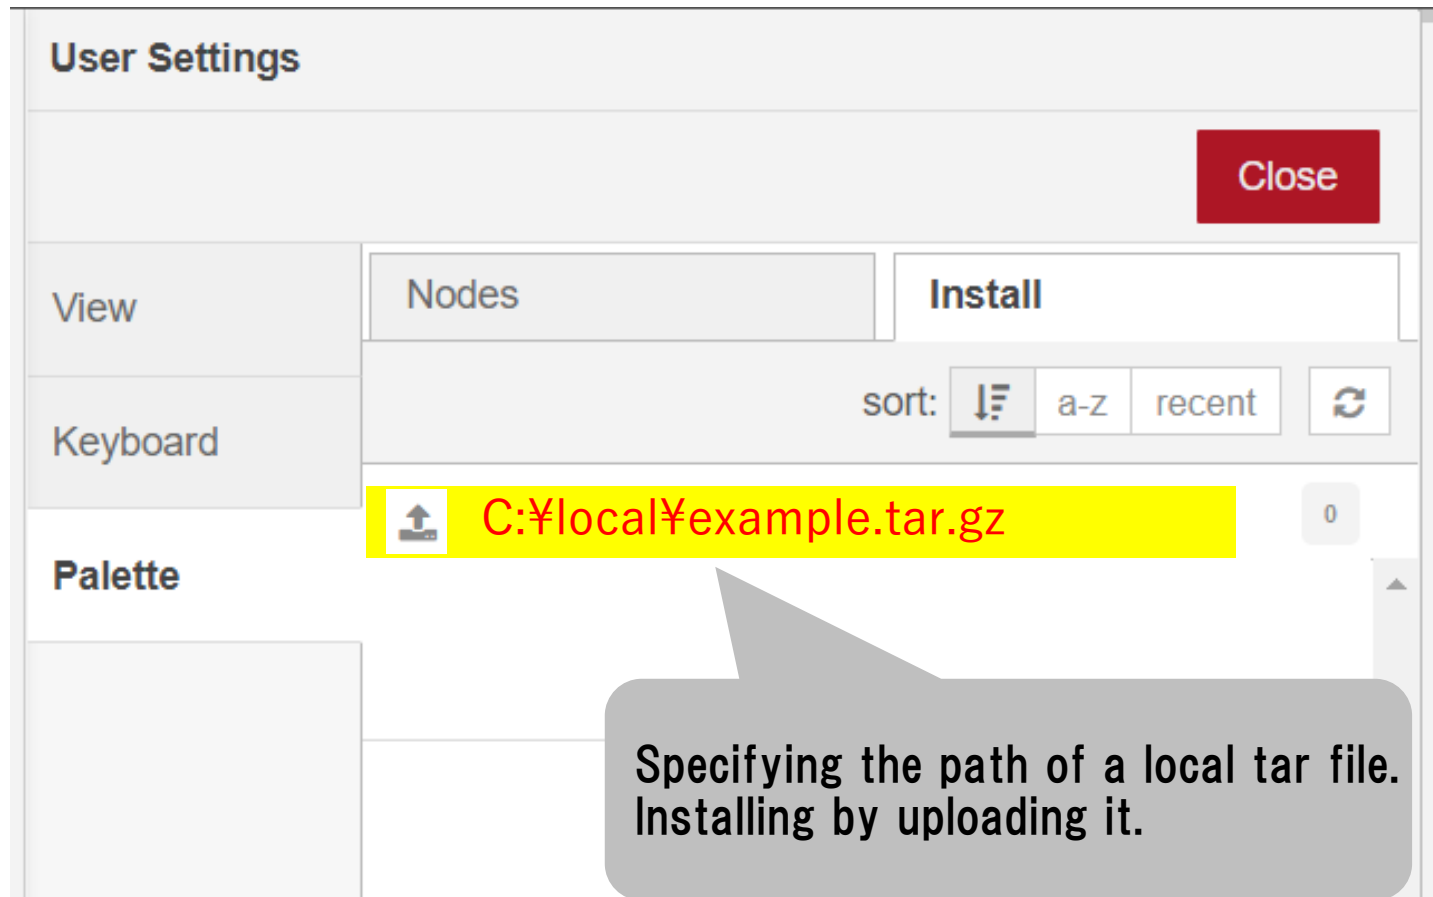 User Settings
Close
View
Nodes
Install
sort:
a-z
recent
Keyboard
C:¥local¥example.tar.gz
0
Palette
Specifying the path of a local tar file.
Installing by uploading it.